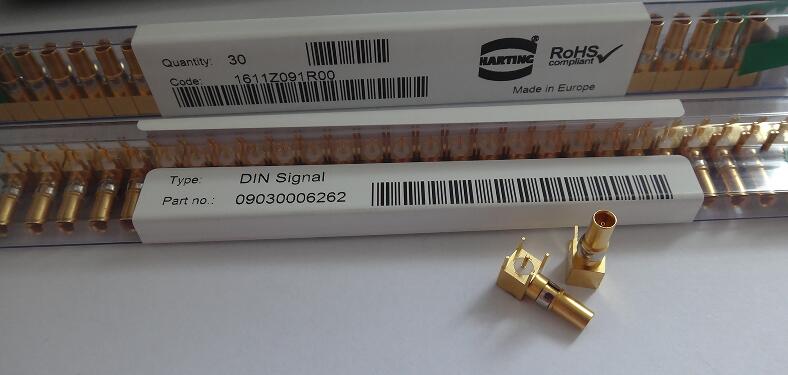 Quantity: 30
Code: 1611Z091R00
HARTING
®
RoHS
compliant
Made in Europe
Type: DIN Signal
Part no.: 09030006262